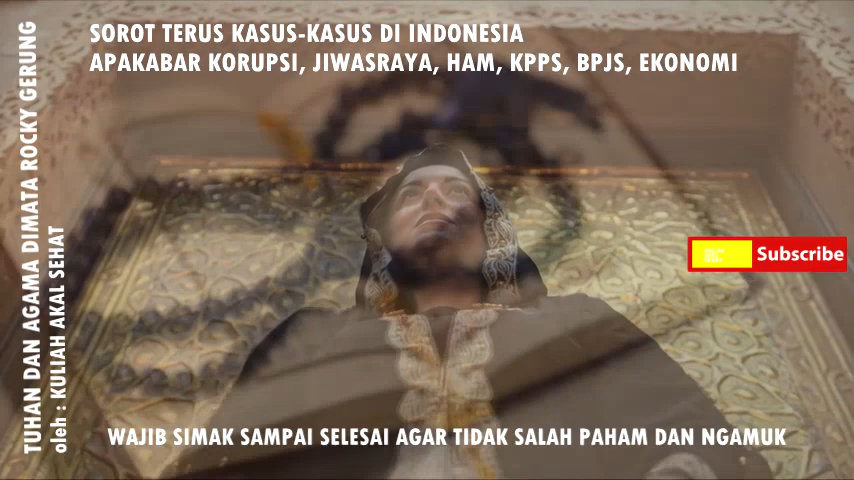 SOROT TERUS KASUS-KASUS DI INDONESIA
APAKABAR KORUPSI, JIWASRAYA, HAM, KPPS, BPJS, EKONOMI
TUHAN DAN AGAMA DIMATA ROCKY GERUNG
oleh : KULIAH AKAL SEHAT
Subscribe
WAJIB SIMAK SAMPAI SELESAI AGAR TIDAK SALAH PAHAM DAN NGAMUK